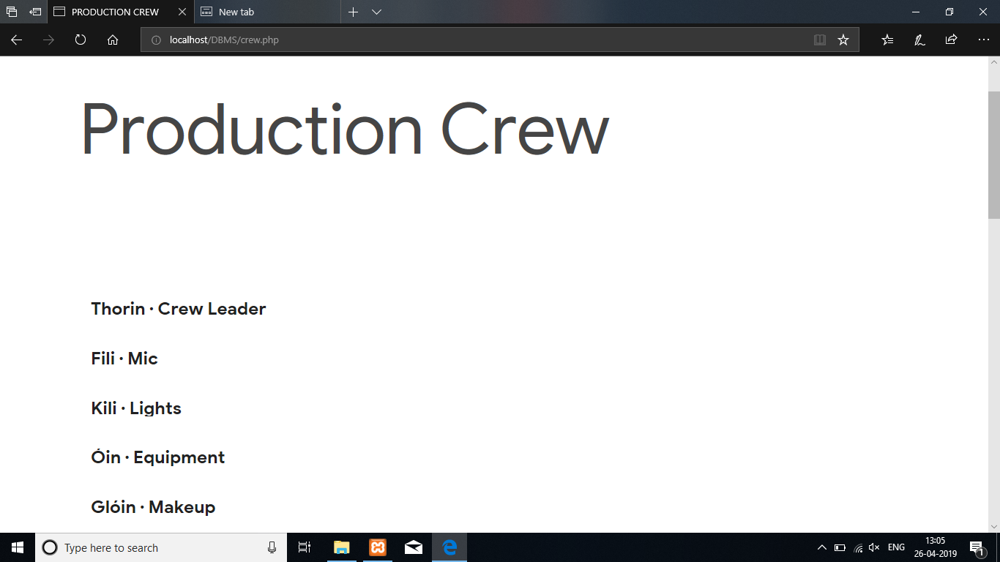 PRODUCTION CREW
New tab
localhost/DBMS/crew.php
Production Crew
Thorin · Crew Leader
Fili · Mic
Kili · Lights
Óin · Equipment
Glóin · Makeup
Type here to search
ENG
13:05
26-04-2019
1